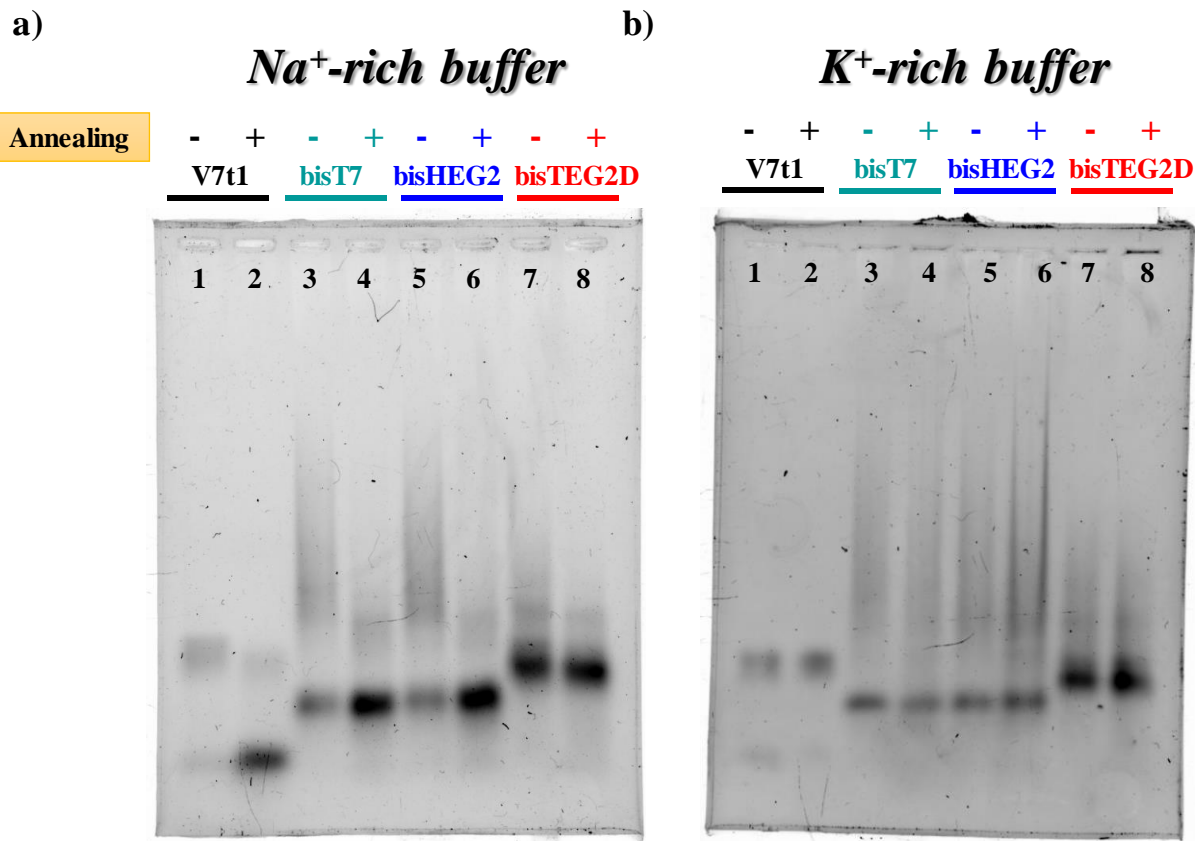 a)
Na⁺-rich buffer
Annealing - + - + - + - +
V7t1 bisT7 bisHEG2 bisTEG2D
1 2 3 4 5 6 7 8
b)
K⁺-rich buffer
- + - + - + - +
V7t1 bisT7 bisHEG2 bisTEG2D
1 2 3 4 5 6 7 8